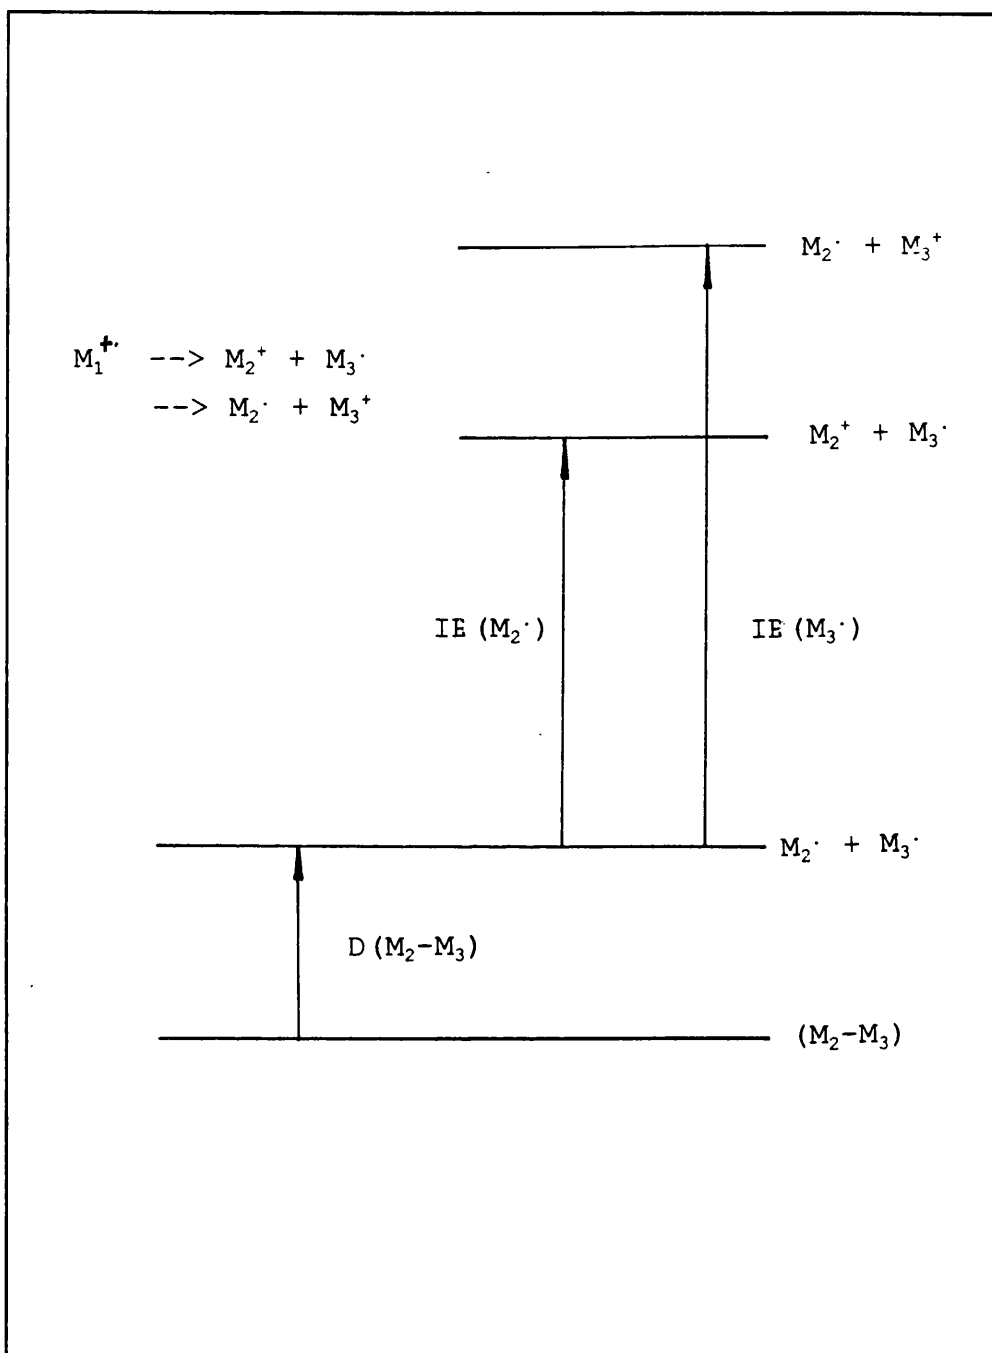 M₂· + M₃⁺
M₁⁺· --> M₂⁺ + M₃·
--> M₂· + M₃⁺
M₂⁺ + M₃·
IE (M₂·)
IE (M₃·)
M₂· + M₃·
D (M₂-M₃)
(M₂-M₃)